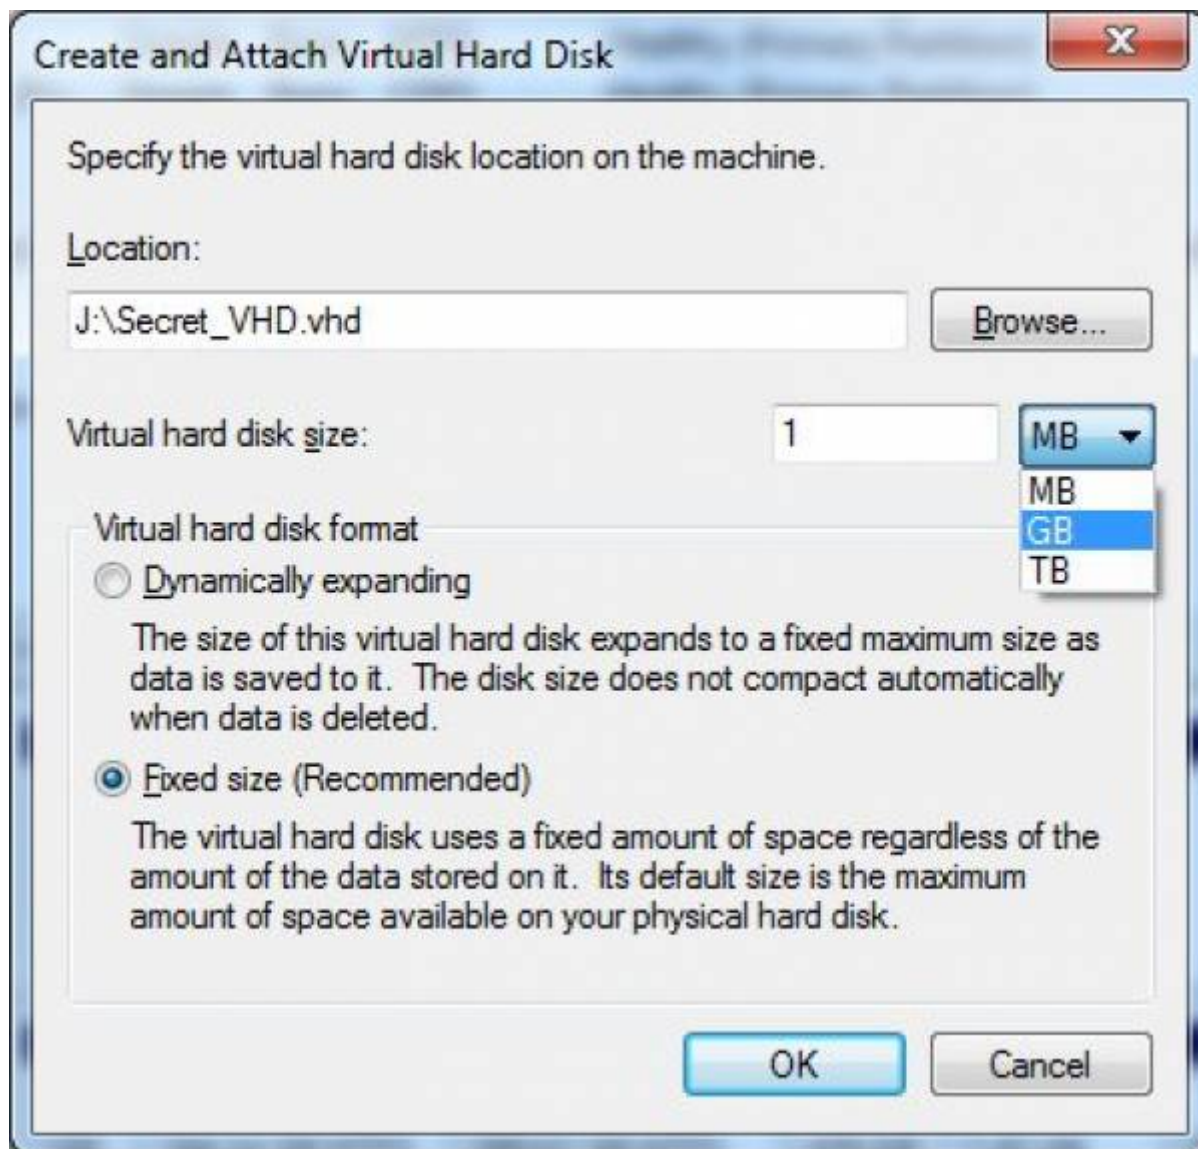 Create and Attach Virtual Hard Disk
Specify the virtual hard disk location on the machine.
Location:
J:\Secret_VHD.vhd
Browse...
Virtual hard disk size:
1
MB
MB
GB
TB
Virtual hard disk format
Dynamically expanding
The size of this virtual hard disk expands to a fixed maximum size as
data is saved to it.  The disk size does not compact automatically
when data is deleted.
Fixed size (Recommended)
The virtual hard disk uses a fixed amount of space regardless of the
amount of the data stored on it.  Its default size is the maximum
amount of space available on your physical hard disk.
OK
Cancel